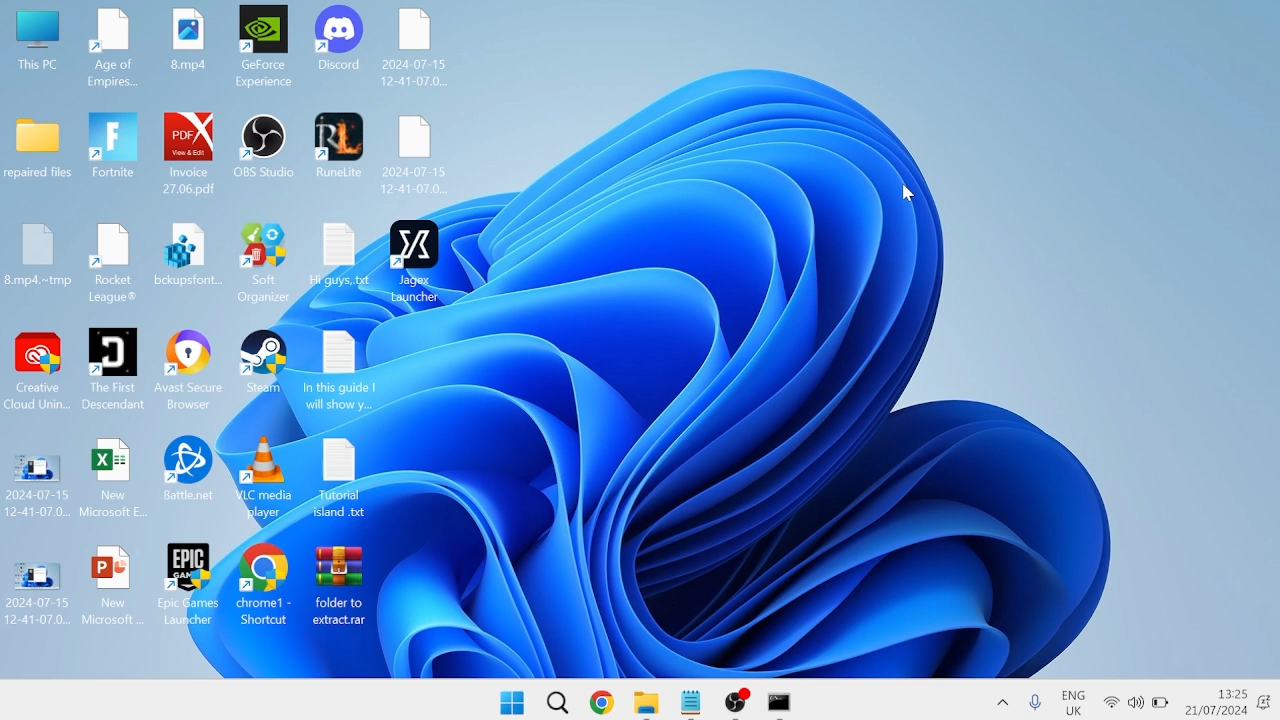 This PC
Age of
Empires...
8.mp4
GeForce
Experience
Discord
2024-07-15
12-41-07.0...
repaired files
Fortnite
PDF
View & Edit
Invoice
27.06.pdf
OBS Studio
RL
RuneLite
2024-07-15
12-41-07.0...
8.mp4.~tmp
Rocket
League®
bckupsfont...
Soft
Organizer
Hi guys,.txt
Jagex
Launcher
Creative
Cloud Unin...
The First
Descendant
Avast Secure
Browser
Steam
In this guide I
will show y...
2024-07-15
12-41-07.0...
New
Microsoft E...
Battle.net
VLC media
player
Tutorial
island .txt
2024-07-15
12-41-07.0...
New
Microsoft ...
EPIC
GAMES
Epic Games
Launcher
chrome1 -
Shortcut
folder to
extract.rar
ENG
UK
13:25
21/07/2024